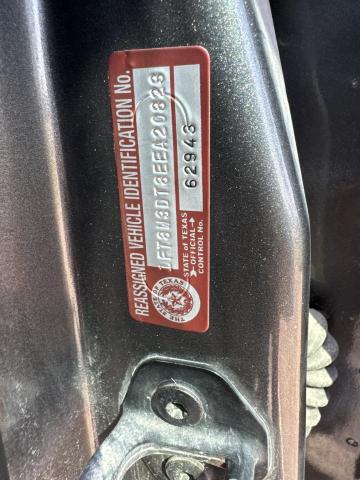 REASSIGNED VEHICLE IDENTIFICATION No.
1FT8W3DT8EEA20823
STATE of TEXAS
OFFICIAL
CONTROL No.
62943